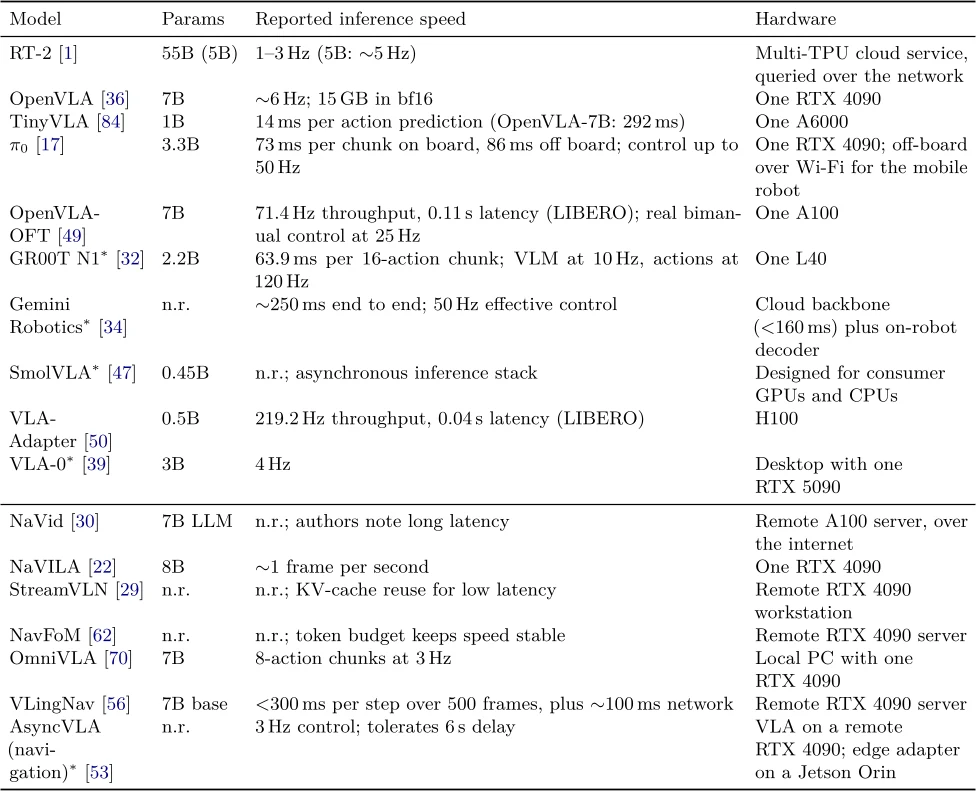 Model Params Reported inference speed Hardware
RT-2 [1] 55B (5B) 1–3 Hz (5B: ∼5 Hz) Multi-TPU cloud service,
queried over the network
OpenVLA [36] 7B ∼6 Hz; 15 GB in bf16 One RTX 4090
TinyVLA [84] 1B 14 ms per action prediction (OpenVLA-7B: 292 ms) One A6000
π0 [17] 3.3B 73 ms per chunk on board, 86 ms off board; control up to One RTX 4090; off-board
50 Hz over Wi-Fi for the mobile
robot
OpenVLA- 7B 71.4 Hz throughput, 0.11 s latency (LIBERO); real biman- One A100
OFT [49] ual control at 25 Hz
GR00T N1* [32] 2.2B 63.9 ms per 16-action chunk; VLM at 10 Hz, actions at One L40
120 Hz
Gemini n.r. ∼250 ms end to end; 50 Hz effective control Cloud backbone
Robotics* [34] (<160 ms) plus on-robot
decoder
SmolVLA* [47] 0.45B n.r.; asynchronous inference stack Designed for consumer
GPUs and CPUs
VLA- 0.5B 219.2 Hz throughput, 0.04 s latency (LIBERO) H100
Adapter [50]
VLA-0* [39] 3B 4 Hz Desktop with one
RTX 5090
NaVid [30] 7B LLM n.r.; authors note long latency Remote A100 server, over
the internet
NaVILA [22] 8B ∼1 frame per second One RTX 4090
StreamVLN [29] n.r. n.r.; KV-cache reuse for low latency Remote RTX 4090
workstation
NavFoM [62] n.r. n.r.; token budget keeps speed stable Remote RTX 4090 server
OmniVLA [70] 7B 8-action chunks at 3 Hz Local PC with one
RTX 4090
VLingNav [56] 7B base <300 ms per step over 500 frames, plus ∼100 ms network Remote RTX 4090 server
AsyncVLA n.r. 3 Hz control; tolerates 6 s delay VLA on a remote
(navi- RTX 4090; edge adapter
gation)* [53] on a Jetson Orin